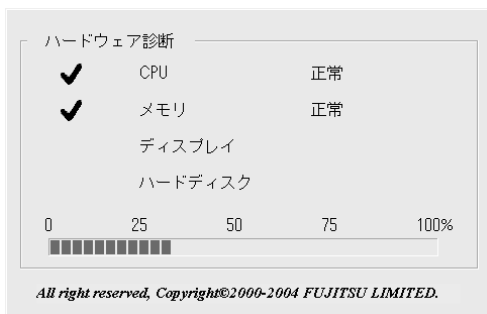 ハードウェア診断
CPU 正常
メモリ 正常
ディスプレイ
ハードディスク
0 25 50 75 100%
All right reserved, Copyright©2000-2004 FUJITSU LIMITED.